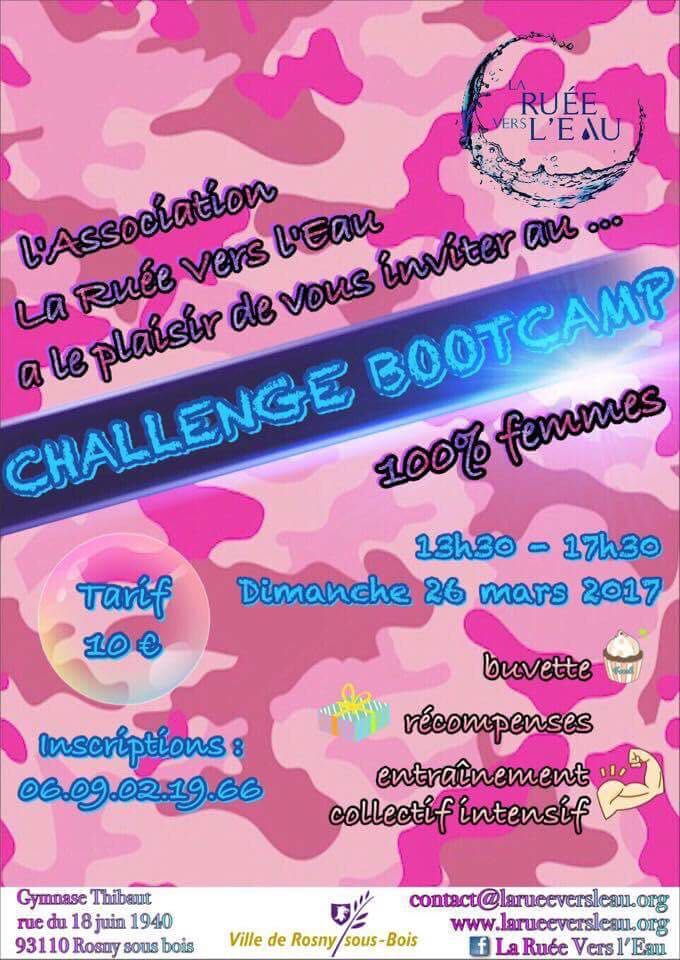 LA
RUÉE
VERS L'EAU
l'Association
La Ruée Vers l'Eau
a le plaisir de vous inviter au ...
CHALLENGE BOOTCAMP
100% femmes
13h30 - 17h30
Dimanche 26 mars 2017
Tarif
10 €
buvette
récompenses
entraînement
collectif intensif
Inscriptions :
06.09.02.19.66
Gymnase Thibaut
rue du 18 juin 1940
93110 Rosny sous bois
Ville de Rosny sous-Bois
contact@larueeversleau.org
www.larueeversleau.org
f La Ruée Vers l'Eau